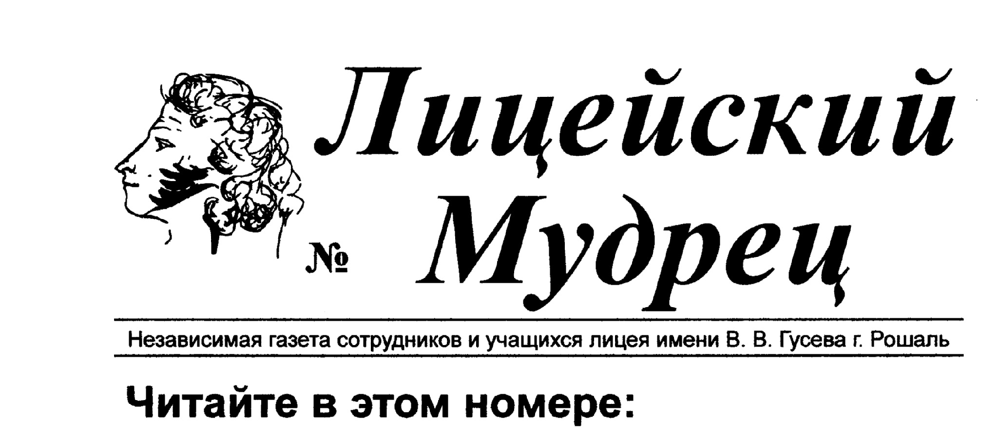 Лицейский
Мудрец
№
Независимая газета сотрудников и учащихся лицея имени В. В. Гусева г. Рошаль
Читайте в этом номере: